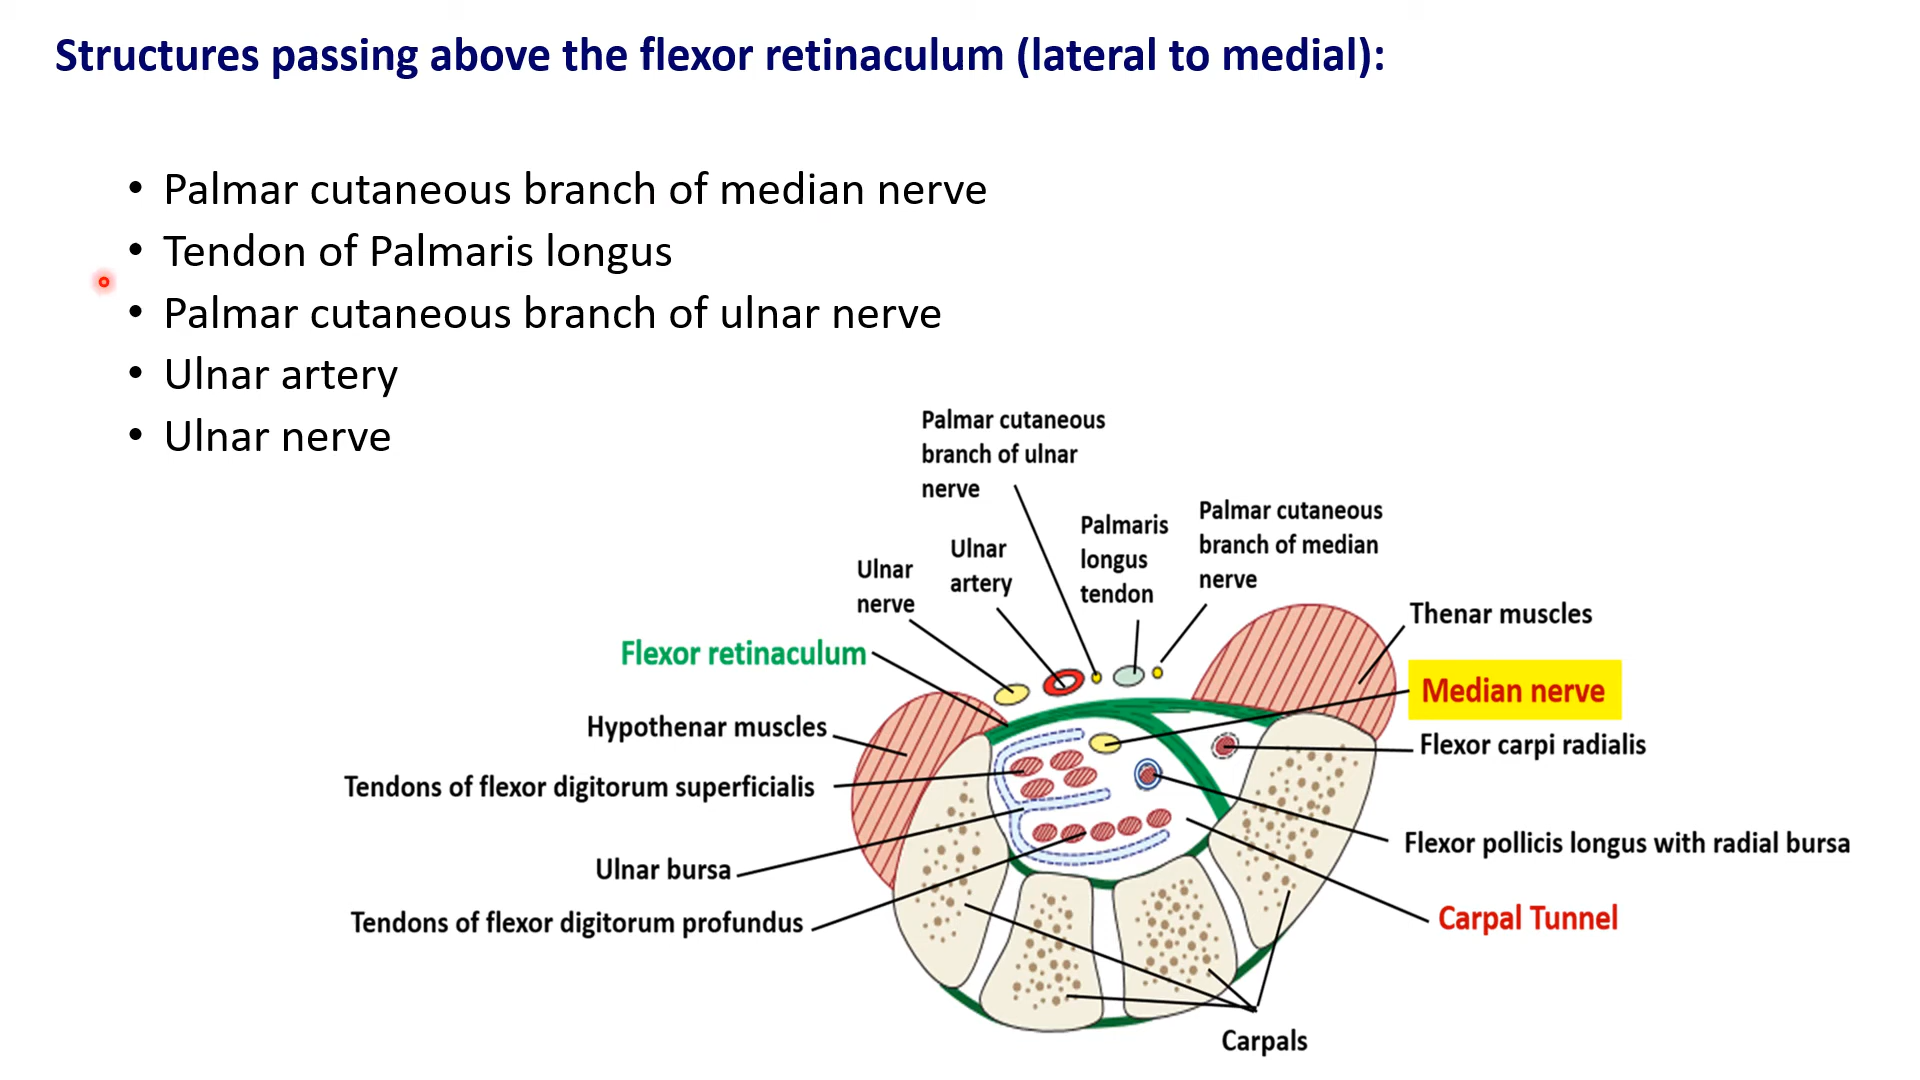 Structures passing above the flexor retinaculum (lateral to medial):
• Palmar cutaneous branch of median nerve
• Tendon of Palmaris longus
• Palmar cutaneous branch of ulnar nerve
• Ulnar artery
• Ulnar nerve
Palmar cutaneous
branch of ulnar
nerve
Palmar cutaneous
branch of median
nerve
Palmaris
longus
tendon
Ulnar
artery
Ulnar
nerve
Thenar muscles
Flexor retinaculum
Median nerve
Hypothenar muscles
Flexor carpi radialis
Tendons of flexor digitorum superficialis
Flexor pollicis longus with radial bursa
Ulnar bursa
Tendons of flexor digitorum profundus
Carpal Tunnel
Carpals